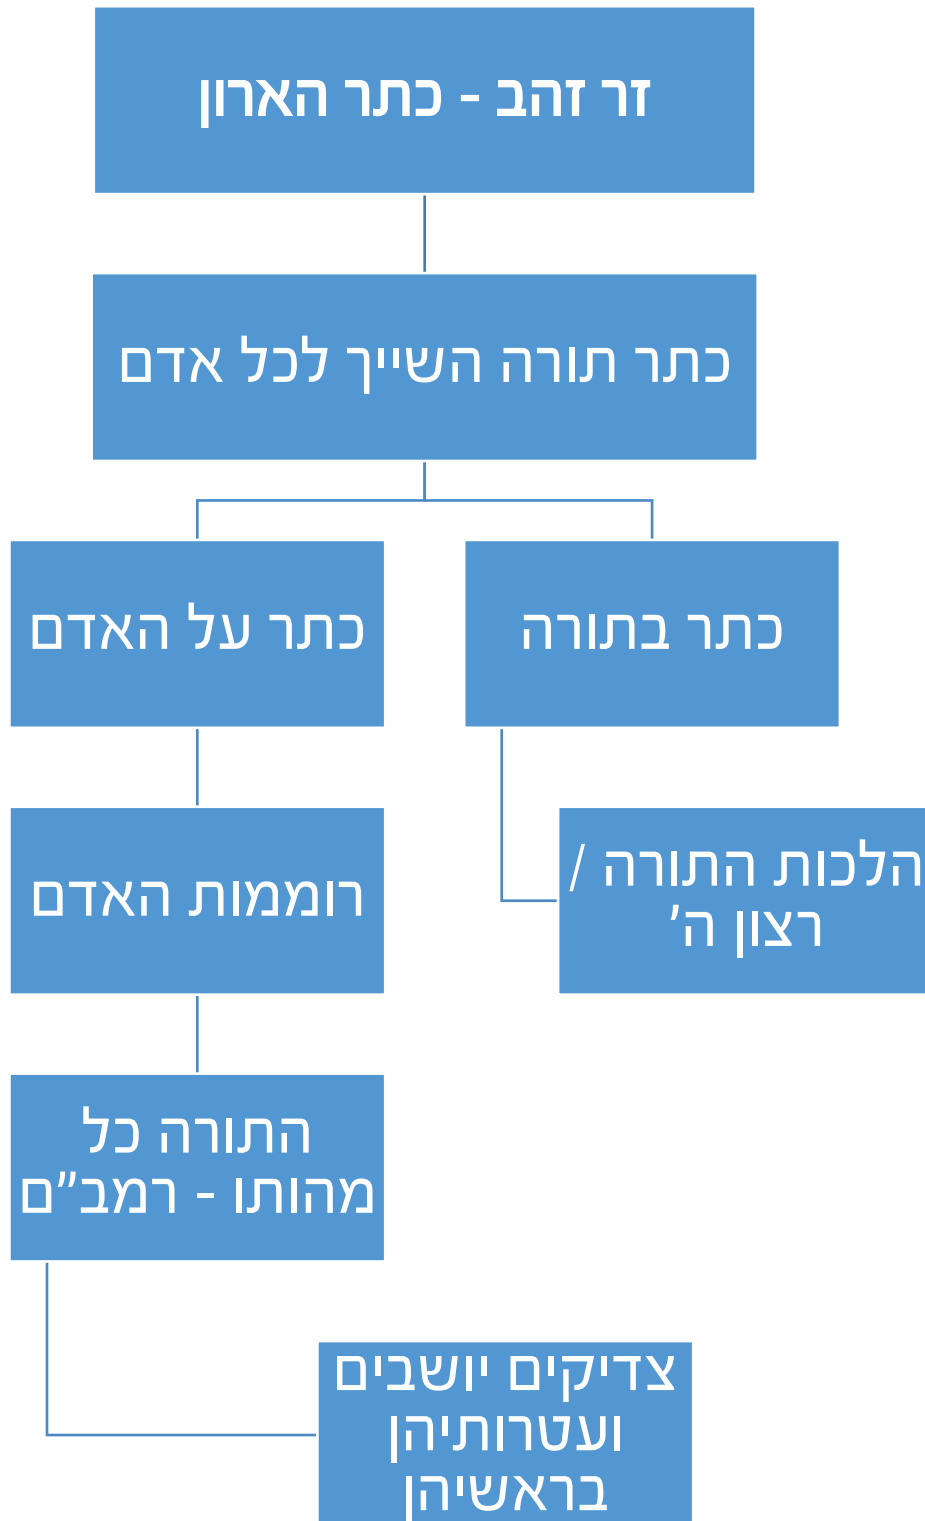 זר זהב - כתר הארון
כתר תורה השייך לכל אדם
כתר בתורה
כתר על האדם
הלכות התורה /
רצון ה'
רוממות האדם
התורה כל
מהותו - רמב"ם
צדיקים יושבים
ועטרותיהן
בראשיהן